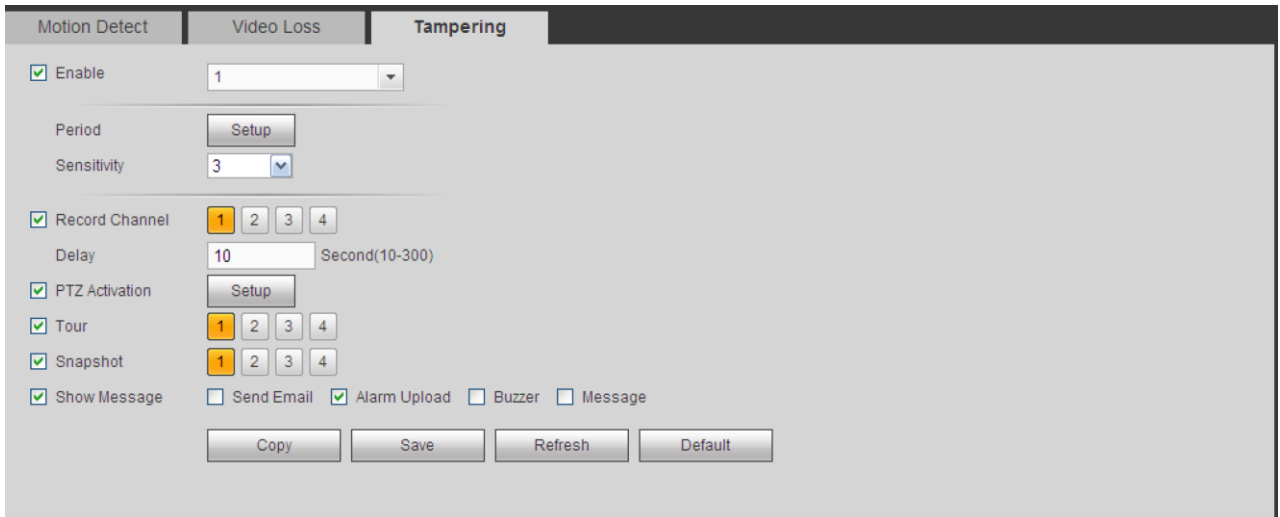 Motion Detect Video Loss Tampering
Enable 1
Period Setup
Sensitivity 3
Record Channel 1 2 3 4
Delay 10 Second(10-300)
PTZ Activation Setup
Tour 1 2 3 4
Snapshot 1 2 3 4
Show Message Send Email Alarm Upload Buzzer Message
Copy Save Refresh Default